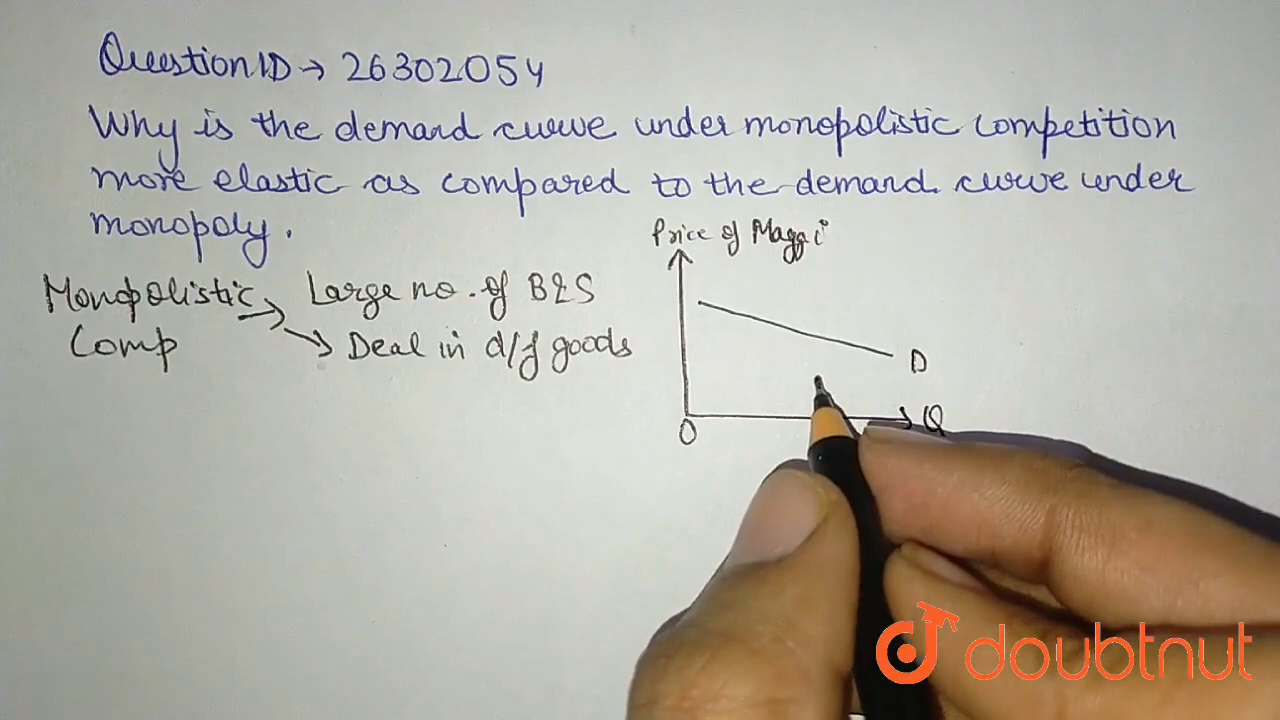 Question ID → 26302054
Why is the demand curve under monopolistic competition
more elastic as compared to the demand curve under
monopoly.
Monopolistic Comp
Large no. of B&S
Deal in d/f goods
Price of Maggi
D
O
Q
doubtnut